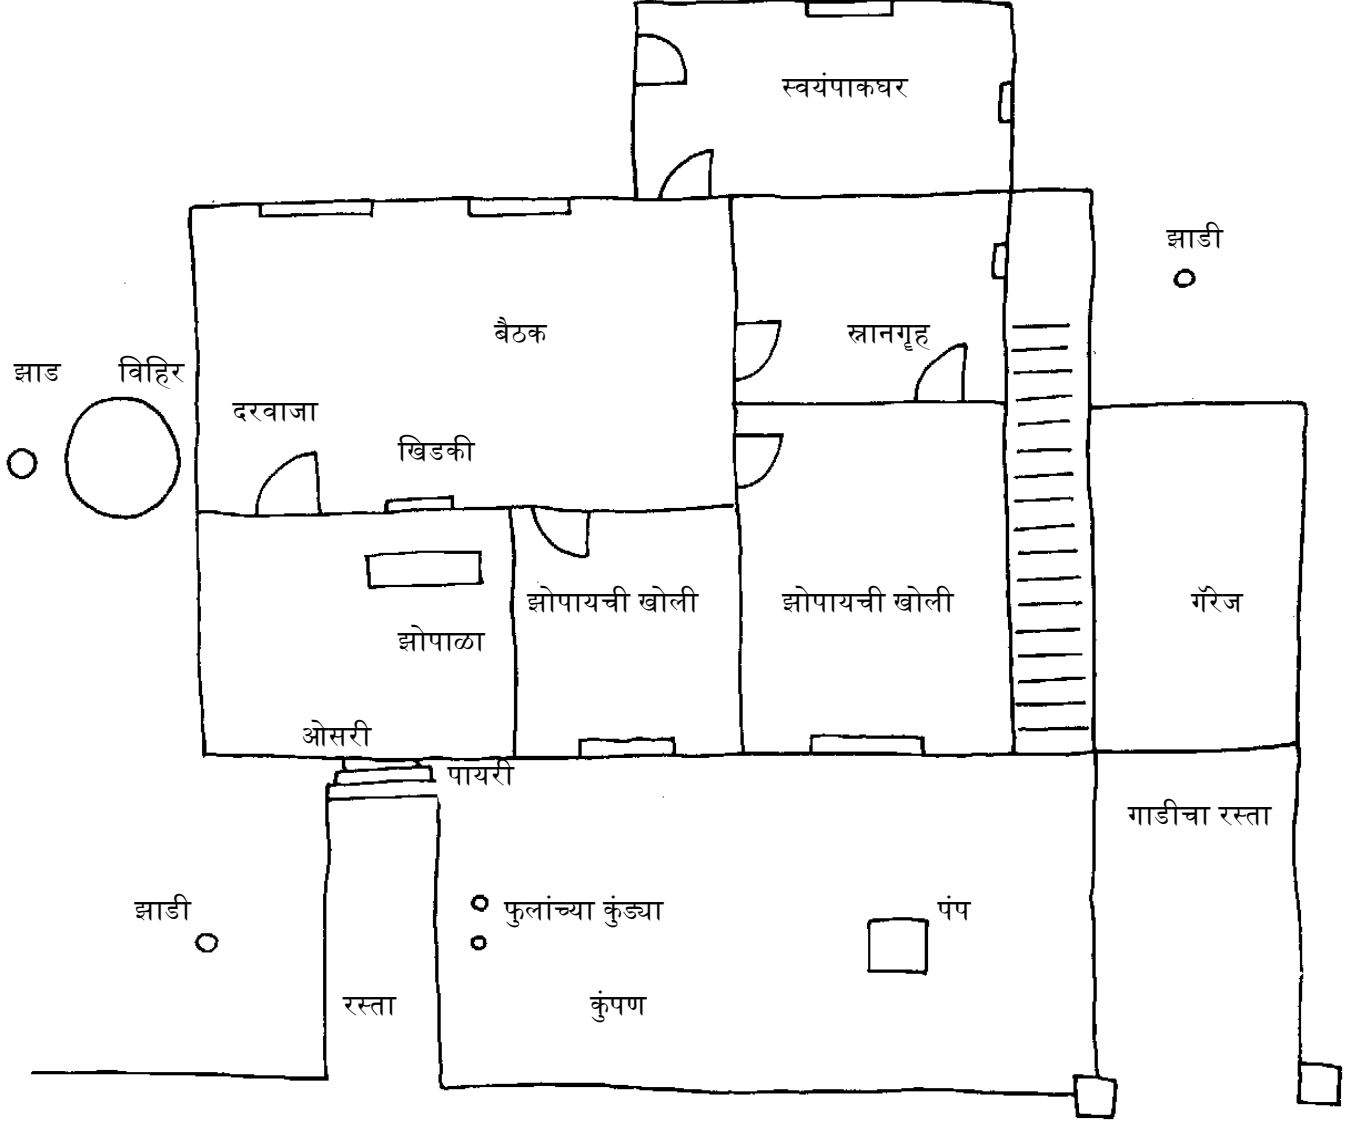 स्वयंपाकघर
झाडी
बैठक
स्नानगृह
झाड
विहिर
दरवाजा
खिडकी
झोपायची खोली
झोपायची खोली
गॅरेज
झोपाळा
ओसरी
पायरी
गाडीचा रस्ता
झाडी
फुलांच्या कुंड्या
पंप
रस्ता
कुंपण